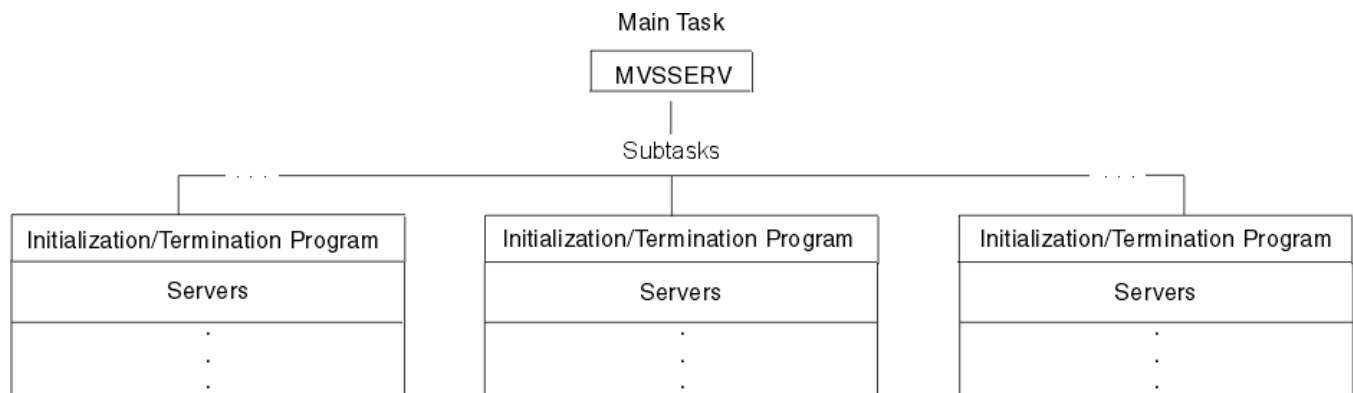 Main Task
MVSSERV
Subtasks
. . . . . .
Initialization/Termination Program Initialization/Termination Program Initialization/Termination Program
Servers Servers Servers
. . .
. . .
. . .